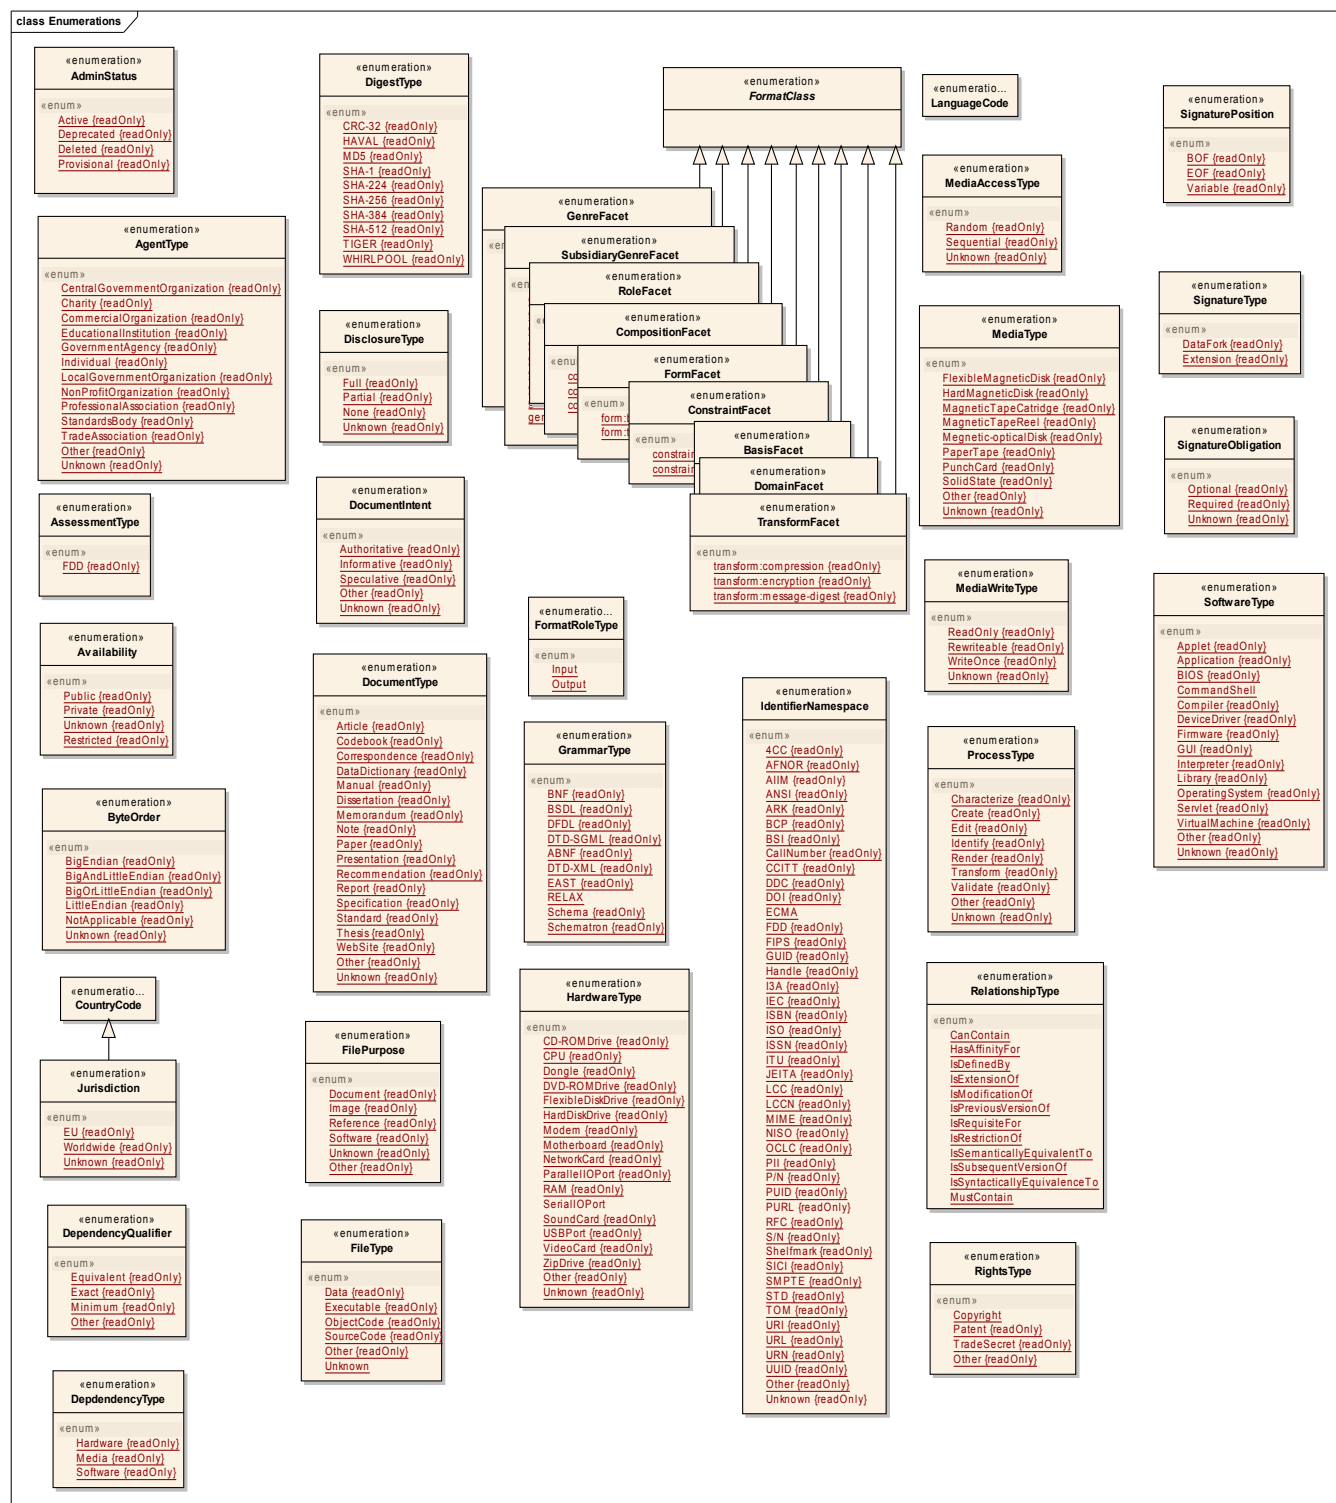 class Enumerations
«enumeration»
AdminStatus
«enum»
Active {readOnly}
Deprecated {readOnly}
Deleted {readOnly}
Provisional {readOnly}
«enumeration»
AgentType
«enum»
CentralGovernmentOrganization {readOnly}
Charity {readOnly}
CommercialOrganization {readOnly}
EducationalInstitution {readOnly}
GovernmentAgency {readOnly}
Individual {readOnly}
LocalGovernmentOrganization {readOnly}
NonProfitOrganization {readOnly}
ProfessionalAssociation {readOnly}
StandardsBody {readOnly}
TradeAssociation {readOnly}
Other {readOnly}
Unknown {readOnly}
«enumeration»
AssessmentType
«enum»
FDD {readOnly}
«enumeration»
Availability
«enum»
Public {readOnly}
Private {readOnly}
Unknown {readOnly}
Restricted {readOnly}
«enumeration»
ByteOrder
«enum»
BigEndian {readOnly}
BigAndLittleEndian {readOnly}
BigOrLittleEndian {readOnly}
LittleEndian {readOnly}
NotApplicable {readOnly}
Unknown {readOnly}
«enumeratio...
CountryCode
«enumeration»
Jurisdiction
«enum»
EU {readOnly}
Worldwide {readOnly}
Unknown {readOnly}
«enumeration»
DependencyQualifier
«enum»
Equivalent {readOnly}
Exact {readOnly}
Minimum {readOnly}
Other {readOnly}
«enumeration»
DepdendencyType
«enum»
Hardware {readOnly}
Media {readOnly}
Software {readOnly}
«enumeration»
DigestType
«enum»
CRC-32 {readOnly}
HAVAL {readOnly}
MD5 {readOnly}
SHA-1 {readOnly}
SHA-224 {readOnly}
SHA-256 {readOnly}
SHA-384 {readOnly}
SHA-512 {readOnly}
TIGER {readOnly}
WHIRLPOOL {readOnly}
«enumeration»
DisclosureType
«enum»
Full {readOnly}
Partial {readOnly}
None {readOnly}
Unknown {readOnly}
«enumeration»
DocumentIntent
«enum»
Authoritative {readOnly}
Informative {readOnly}
Speculative {readOnly}
Other {readOnly}
Unknown {readOnly}
«enumeration»
DocumentType
«enum»
Article {readOnly}
Codebook {readOnly}
Correspondence {readOnly}
DataDictionary {readOnly}
Manual {readOnly}
Dissertation {readOnly}
Memorandum {readOnly}
Note {readOnly}
Paper {readOnly}
Presentation {readOnly}
Recommendation {readOnly}
Report {readOnly}
Specification {readOnly}
Standard {readOnly}
Thesis {readOnly}
WebSite {readOnly}
Other {readOnly}
Unknown {readOnly}
«enumeration»
FilePurpose
«enum»
Document {readOnly}
Image {readOnly}
Reference {readOnly}
Software {readOnly}
Unknown {readOnly}
Other {readOnly}
«enumeration»
FileType
«enum»
Data {readOnly}
Executable {readOnly}
ObjectCode {readOnly}
SourceCode {readOnly}
Other {readOnly}
Unknown
«enumeration»
FormatClass
«enumeration»
GenreFacet
«enumeration»
SubsidiaryGenreFacet
«enumeration»
RoleFacet
«enumeration»
CompositionFacet
«enumeration»
FormFacet
«enum»
«enumeration»
ConstraintFacet
«enum»
constrain
constrain
«enumeration»
BasisFacet
«enumeration»
DomainFacet
«enumeration»
TransformFacet
«enum»
transform:compression {readOnly}
transform:encryption {readOnly}
transform:message-digest {readOnly}
«enumeratio...
FormatRoleType
«enum»
Input
Output
«enumeration»
GrammarType
«enum»
BNF {readOnly}
BSDL {readOnly}
DFDL {readOnly}
DTD-SGML {readOnly}
ABNF {readOnly}
DTD-XML {readOnly}
EAST {readOnly}
RELAX
Schema {readOnly}
Schematron {readOnly}
«enumeration»
HardwareType
«enum»
CD-ROMDrive {readOnly}
CPU {readOnly}
Dongle {readOnly}
DVD-ROMDrive {readOnly}
FlexibleDiskDrive {readOnly}
HardDiskDrive {readOnly}
Modem {readOnly}
Motherboard {readOnly}
NetworkCard {readOnly}
ParallelIOPort {readOnly}
RAM {readOnly}
SerialIOPort
SoundCard {readOnly}
USBPort {readOnly}
VideoCard {readOnly}
ZipDrive {readOnly}
Other {readOnly}
Unknown {readOnly}
«enumeration»
IdentifierNamespace
«enum»
4CC {readOnly}
AFNOR {readOnly}
AIIM {readOnly}
ANSI {readOnly}
ARK {readOnly}
BCP {readOnly}
BSI {readOnly}
CallNumber {readOnly}
CCITT {readOnly}
DDC {readOnly}
DOI {readOnly}
ECMA
FDD {readOnly}
FIPS {readOnly}
GUID {readOnly}
Handle {readOnly}
I3A {readOnly}
IEC {readOnly}
ISBN {readOnly}
ISO {readOnly}
ISSN {readOnly}
ITU {readOnly}
JEITA {readOnly}
LCC {readOnly}
LCCN {readOnly}
MIME {readOnly}
NISO {readOnly}
OCLC {readOnly}
PII {readOnly}
P/N {readOnly}
PUID {readOnly}
PURL {readOnly}
RFC {readOnly}
S/N {readOnly}
Shelfmark {readOnly}
SICI {readOnly}
SMPTE {readOnly}
STD {readOnly}
TOM {readOnly}
URI {readOnly}
URL {readOnly}
URN {readOnly}
UUID {readOnly}
Other {readOnly}
Unknown {readOnly}
«enumeratio...
LanguageCode
«enumeration»
MediaAccessType
«enum»
Random {readOnly}
Sequential {readOnly}
Unknown {readOnly}
«enumeration»
MediaType
«enum»
FlexibleMagneticDisk {readOnly}
HardMagneticDisk {readOnly}
MagneticTapeCatridge {readOnly}
MagneticTapeReel {readOnly}
Megnetic-opticalDisk {readOnly}
PaperTape {readOnly}
PunchCard {readOnly}
SolidState {readOnly}
Other {readOnly}
Unknown {readOnly}
«enumeration»
MediaWriteType
«enum»
ReadOnly {readOnly}
Rewriteable {readOnly}
WriteOnce {readOnly}
Unknown {readOnly}
«enumeration»
ProcessType
«enum»
Characterize {readOnly}
Create {readOnly}
Edit {readOnly}
Identify {readOnly}
Render {readOnly}
Transform {readOnly}
Validate {readOnly}
Other {readOnly}
Unknown {readOnly}
«enumeration»
RelationshipType
«enum»
CanContain
HasAffinityFor
IsDefinedBy
IsExtensionOf
IsModificationOf
IsPreviousVersionOf
IsRequisiteFor
IsRestrictionOf
IsSemanticallyEquivalentTo
IsSubsequentVersionOf
IsSyntacticallyEquivalenceTo
MustContain
«enumeration»
RightsType
«enum»
Copyright
Patent {readOnly}
TradeSecret {readOnly}
Other {readOnly}
«enumeration»
SignaturePosition
«enum»
BOF {readOnly}
EOF {readOnly}
Variable {readOnly}
«enumeration»
SignatureType
«enum»
DataFork {readOnly}
Extension {readOnly}
«enumeration»
SignatureObligation
«enum»
Optional {readOnly}
Required {readOnly}
Unknown {readOnly}
«enumeration»
SoftwareType
«enum»
Applet {readOnly}
Application {readOnly}
BIOS {readOnly}
CommandShell
Compiler {readOnly}
DeviceDriver {readOnly}
Firmware {readOnly}
GUI {readOnly}
Interpreter {readOnly}
Library {readOnly}
OperatingSystem {readOnly}
Servlet {readOnly}
VirtualMachine {readOnly}
Other {readOnly}
Unknown {readOnly}